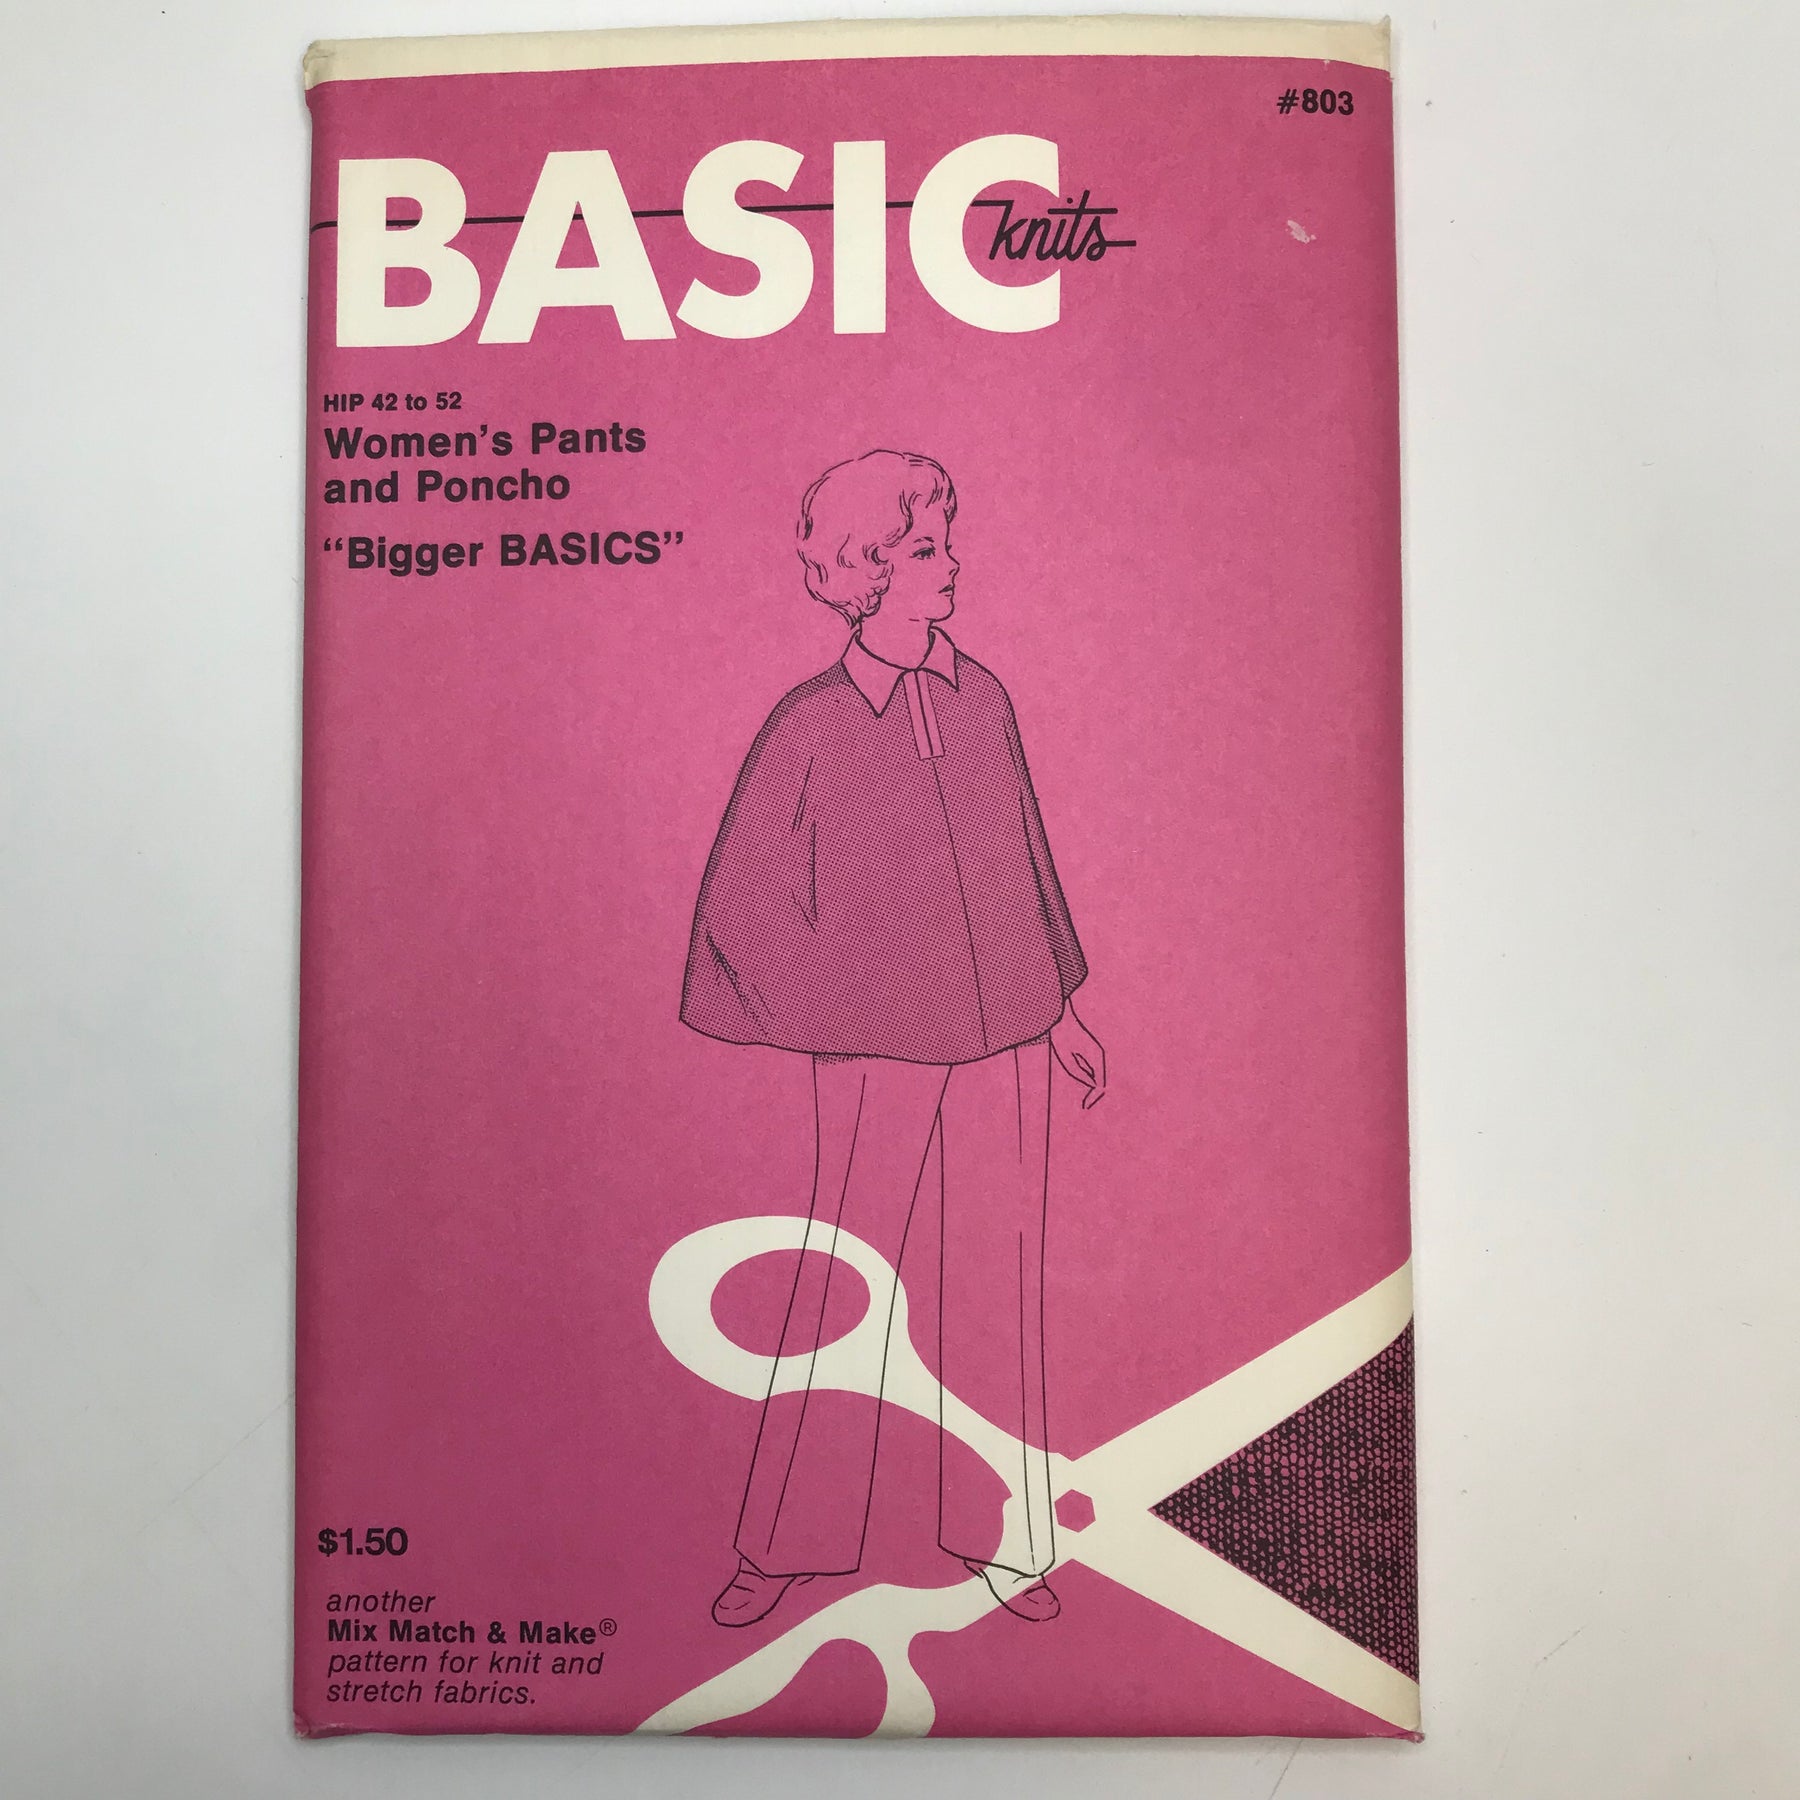 #803
BASIC
knits
HIP 42 to 52
Women's Pants
and Poncho
“Bigger BASICS”
$1.50
another
Mix Match & Make®
pattern for knit and
stretch fabrics.